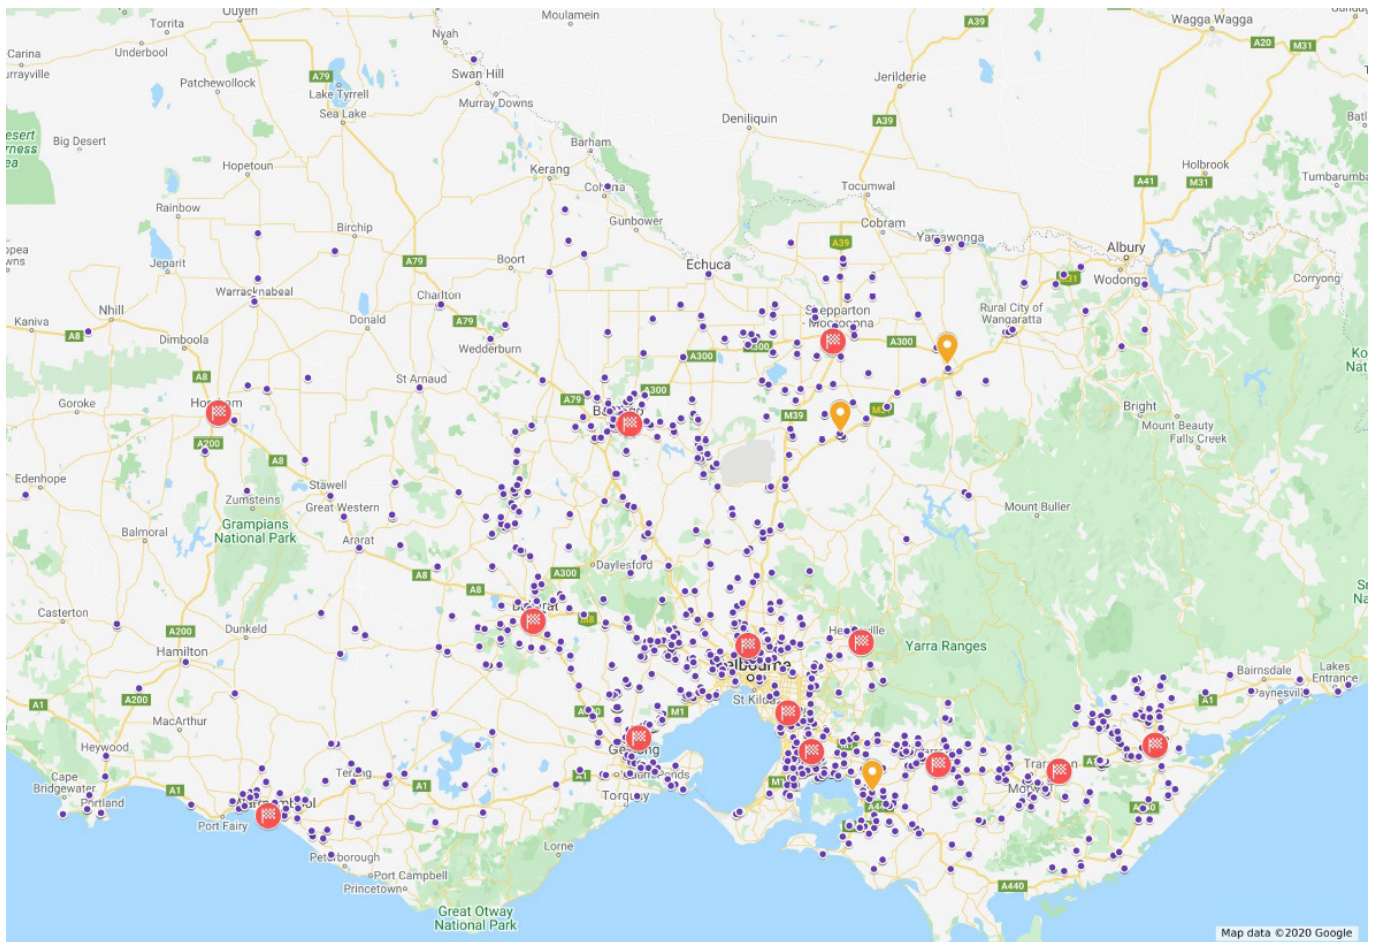 Ouyen
Moulamein
A39
Wagga Wagga
Torrita
Nyah
A20
M31
Carina
Underbool
Swan Hill
Jerilderie
A79
Patchewollock
Lake Tyrrell
Murray Downs
Sea Lake
Deniliquin
A39
Big Desert
Barham
Hopetoun
Kerang
Holbrook
A41
M31
Tumbarumba
Tocumwal
Rainbow
Gunbower
Cobram
Birchip
Yarrawonga
A39
Albury
Jeparit
A79
Boort
Echuca
Wodonga
Corryong
Warracknabeal
Charlton
Nhill
Rural City of
Wangaratta
Shepparton
Kaniva
A8
Donald
A79
Dimboola
Wedderburn
A300
A300
A300
A8
St Arnaud
A300
A79
Goroke
M39
Bright
Mount Beauty
Falls Creek
A200
A8
Edenhope
Stawell
Zumsteins
Great Western
Mount Buller
Grampians
National Park
Balmoral
Ararat
Daylesford
A300
A8
A8
Casterton
A200
Dunkeld
M8
Yarra Ranges
Hamilton
Bairnsdale
Lakes
Entrance
A200
Paynesville
A1
St Kilda
A1
MacArthur
M1
Heywood
Geelong
Cape
Bridgewater
Terang
A1
Portland
A1
A1
Torquay
Port Fairy
Lorne
Peterborough
Port Campbell
Princetown
A440
Great Otway
National Park
Map data ©2020 Google